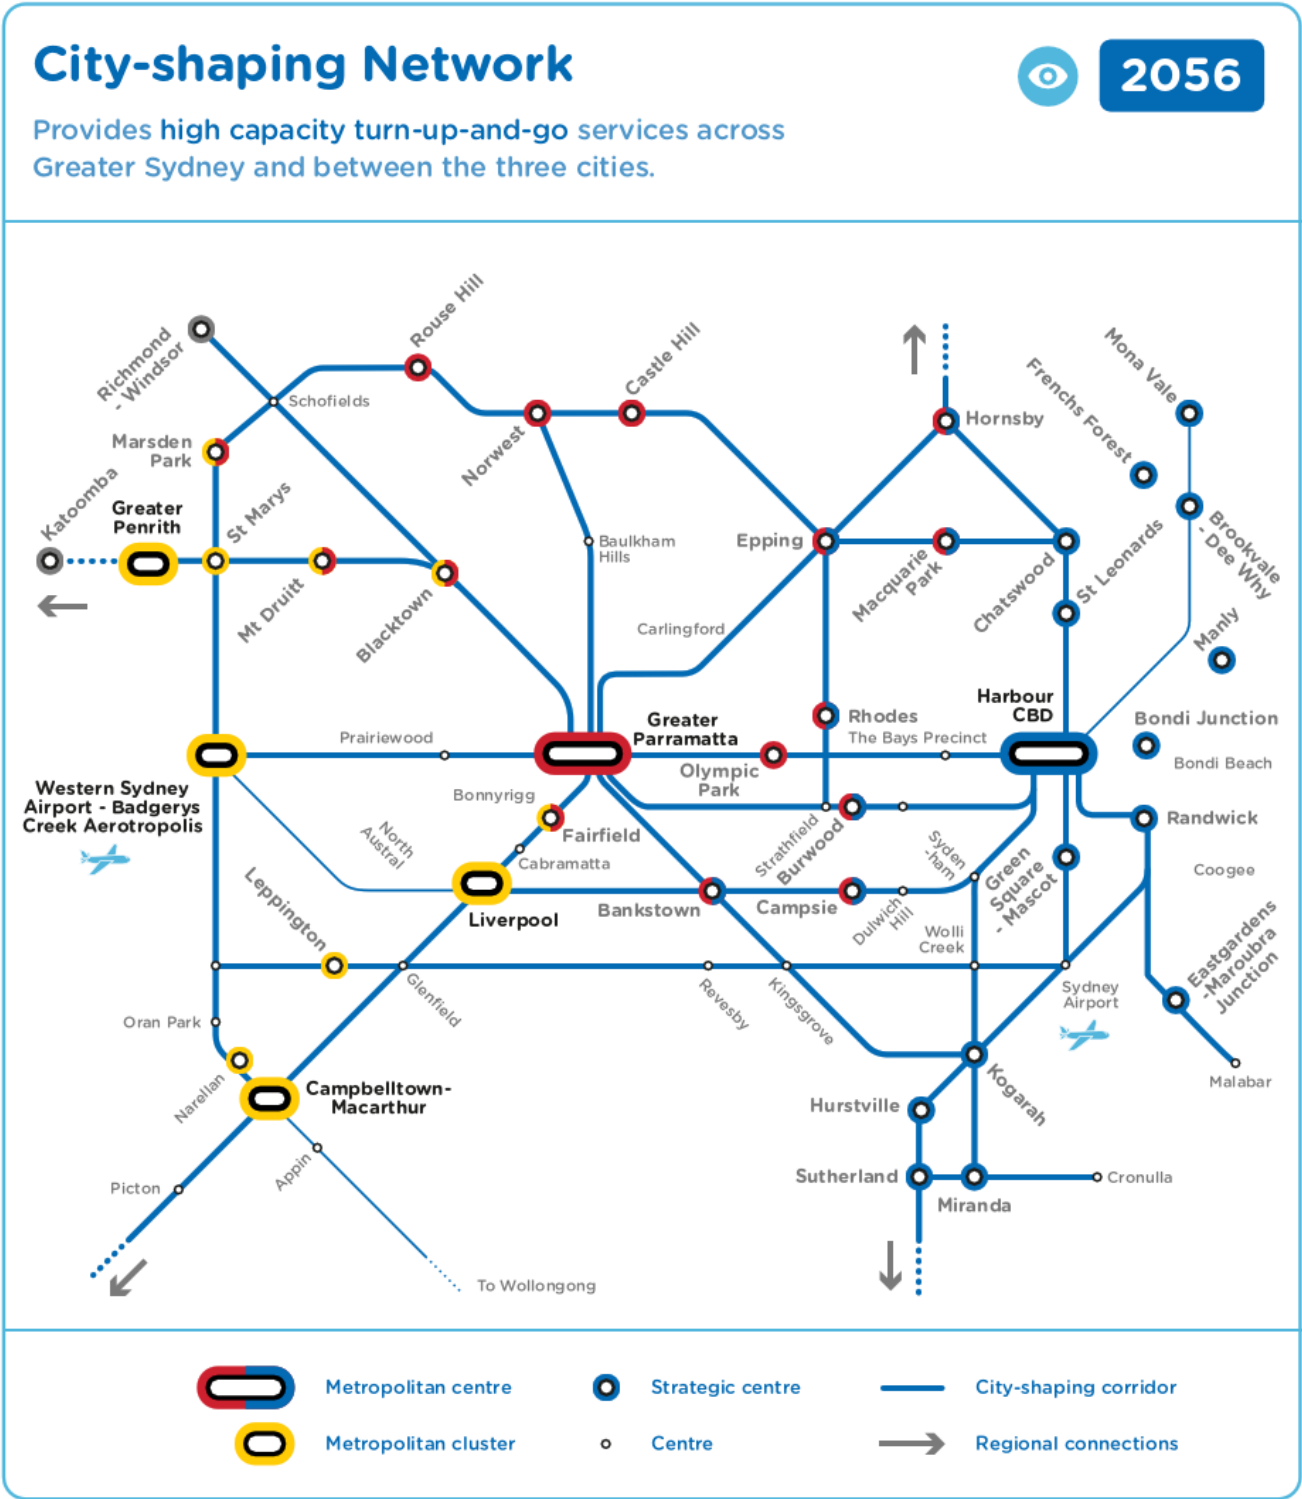 City-shaping Network
2056
Provides high capacity turn-up-and-go services across
Greater Sydney and between the three cities.
Richmond
- Windsor
Rouse Hill
Castle Hill
Schofields
Marsden
Park
Norwest
Hornsby
Mona Vale
Frenchs Forest
Katoomba
Greater
Penrith
St Marys
Mt Druitt
Blacktown
Baulkham
Hills
Epping
Macquarie
Park
Chatswood
St Leonards
Brookvale
- Dee Why
Carlingford
Manly
Harbour
CBD
Greater
Parramatta
Rhodes
The Bays Precinct
Bondi Junction
Bondi Beach
Prairiewood
Olympic
Park
Western Sydney
Airport - Badgerys
Creek Aerotropolis
Bonnyrigg
Fairfield
Cabramatta
North
Austral
Strathfield
Burwood
Syden
-ham
Green
Square
- Mascot
Randwick
Coogee
Leppington
Liverpool
Bankstown
Campsie
Dulwich
Hill
Wolli
Creek
Eastgardens
-Maroubra
Junction
Glenfield
Revesby
Kingsgrove
Sydney
Airport
Oran Park
Narellan
Campbelltown-
Macarthur
Kogarah
Malabar
Hurstville
Picton
Appin
Sutherland
Miranda
Cronulla
To Wollongong
Metropolitan centre
Strategic centre
City-shaping corridor
Metropolitan cluster
Centre
Regional connections